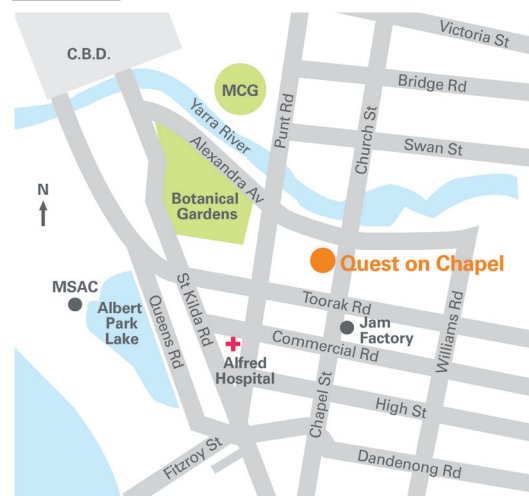 Victoria St
C.B.D.
Bridge Rd
MCG
Yarra River
Punt Rd
Church St
Swan St
Alexandra Av
Botanical
Gardens
N
Quest on Chapel
MSAC
Toorak Rd
Albert
Park
Lake
Queens Rd
St Kilda Rd
Jam
Factory
Williams Rd
Commercial Rd
Alfred
Hospital
Chapel St
High St
Fitzroy St
Dandenong Rd